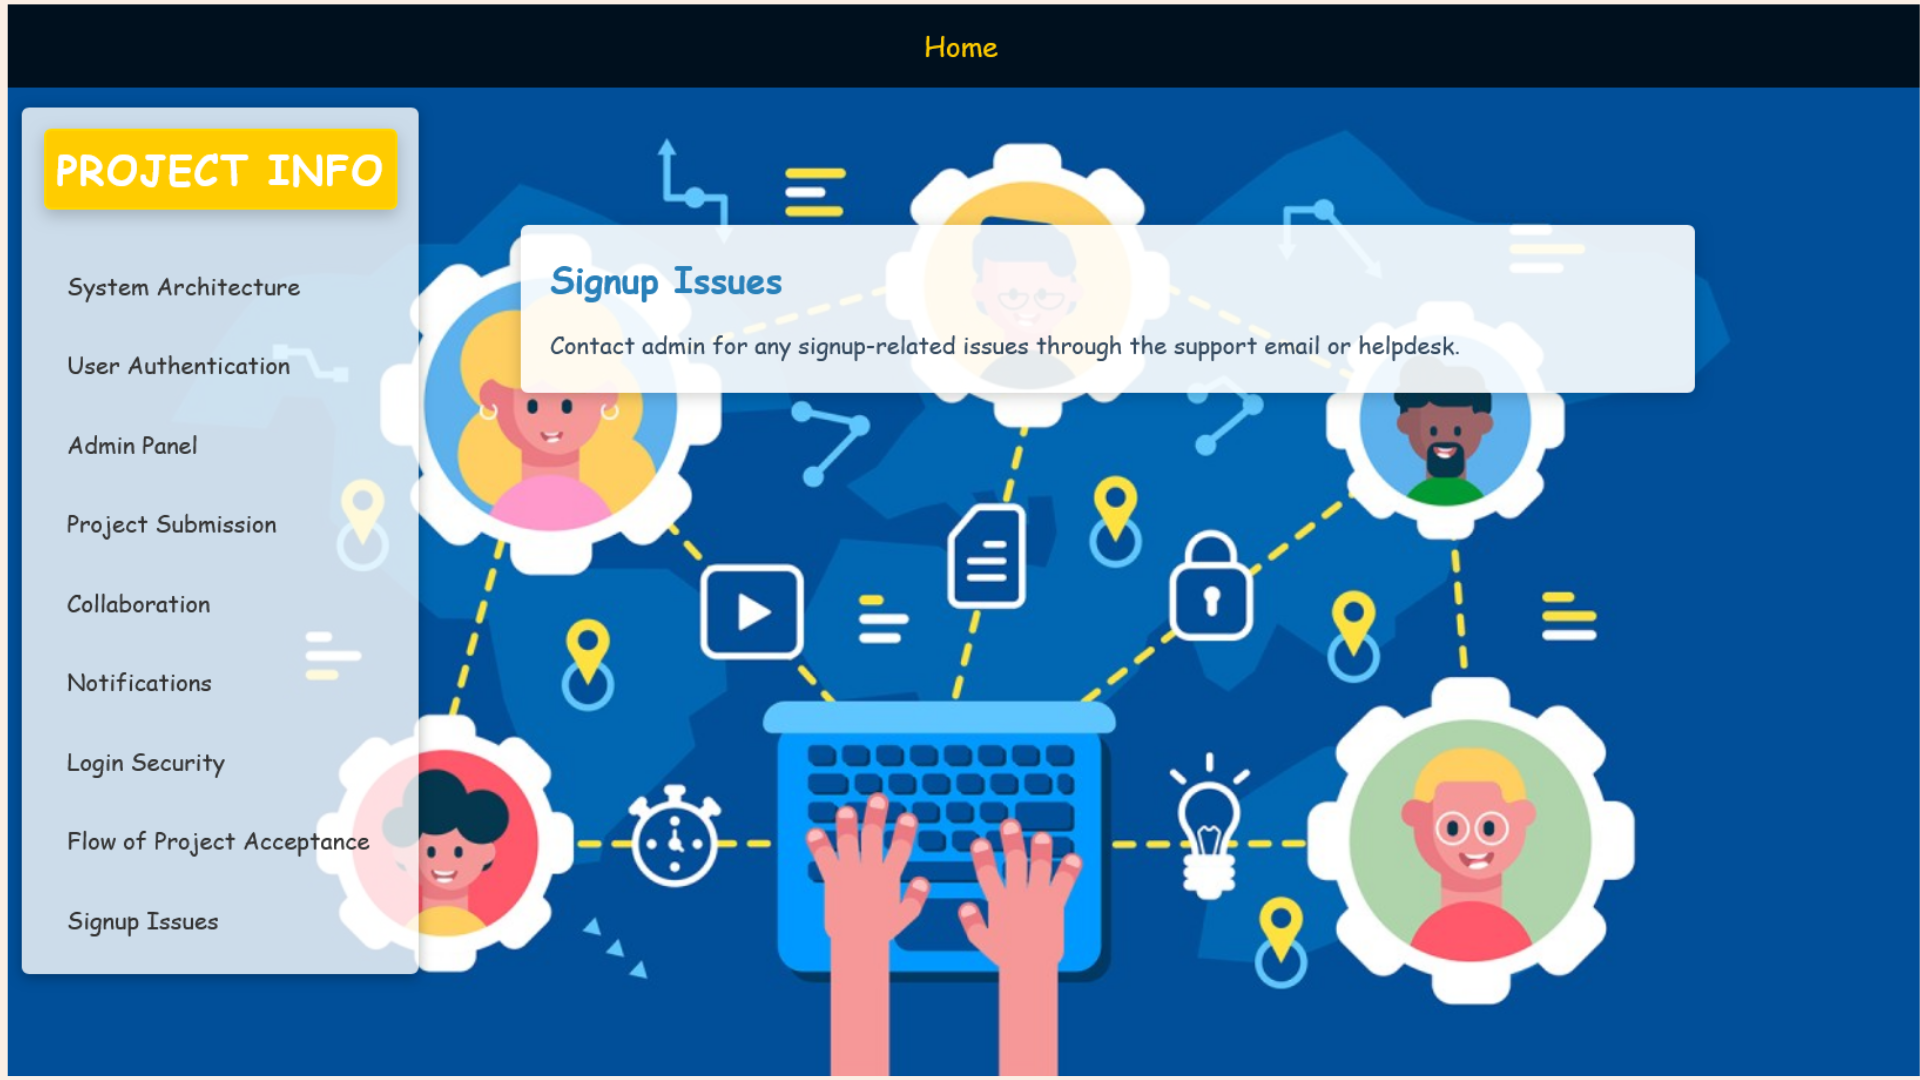 Home
PROJECT INFO
System Architecture
User Authentication
Admin Panel
Project Submission
Collaboration
Notifications
Login Security
Flow of Project Acceptance
Signup Issues
Signup Issues
Contact admin for any signup-related issues through the support email or helpdesk.